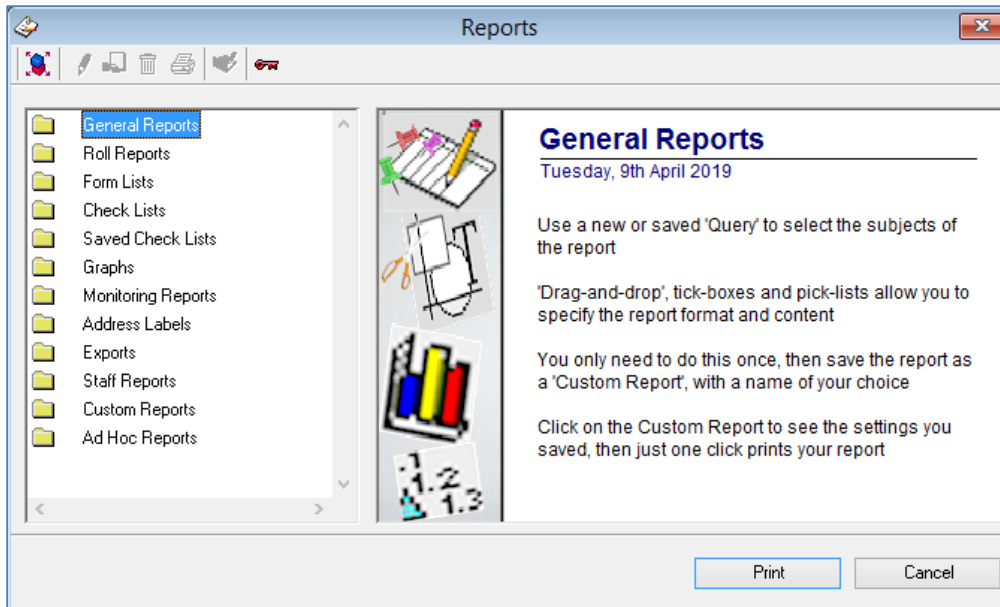 Reports
General Reports
Roll Reports
Form Lists
Check Lists
Saved Check Lists
Graphs
Monitoring Reports
Address Labels
Exports
Staff Reports
Custom Reports
Ad Hoc Reports
.1
1.2
1.3
General Reports
Tuesday, 9th April 2019
Use a new or saved 'Query' to select the subjects of
the report
'Drag-and-drop', tick-boxes and pick-lists allow you to
specify the report format and content
You only need to do this once, then save the report as
a 'Custom Report', with a name of your choice
Click on the Custom Report to see the settings you
saved, then just one click prints your report
Print
Cancel